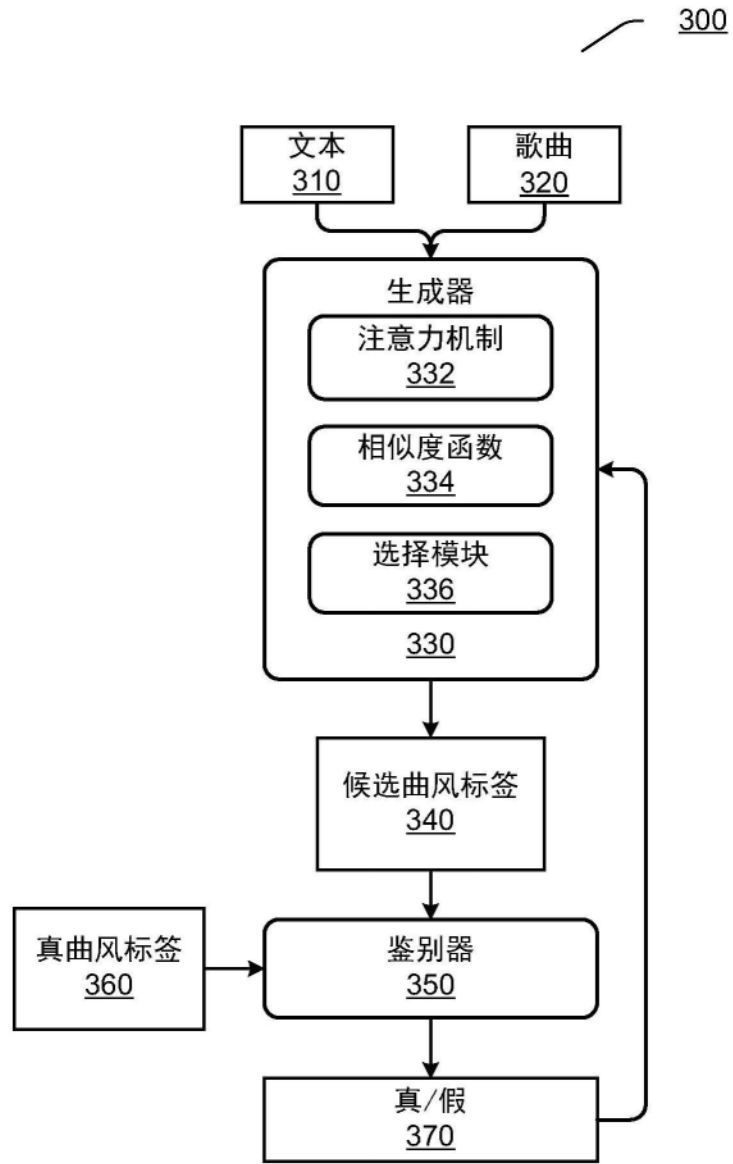 300
文本
310
歌曲
320
生成器
注意力机制
332
相似度函数
334
选择模块
336
330
候选曲风标签
340
真曲风标签
360
鉴别器
350
真/假
370